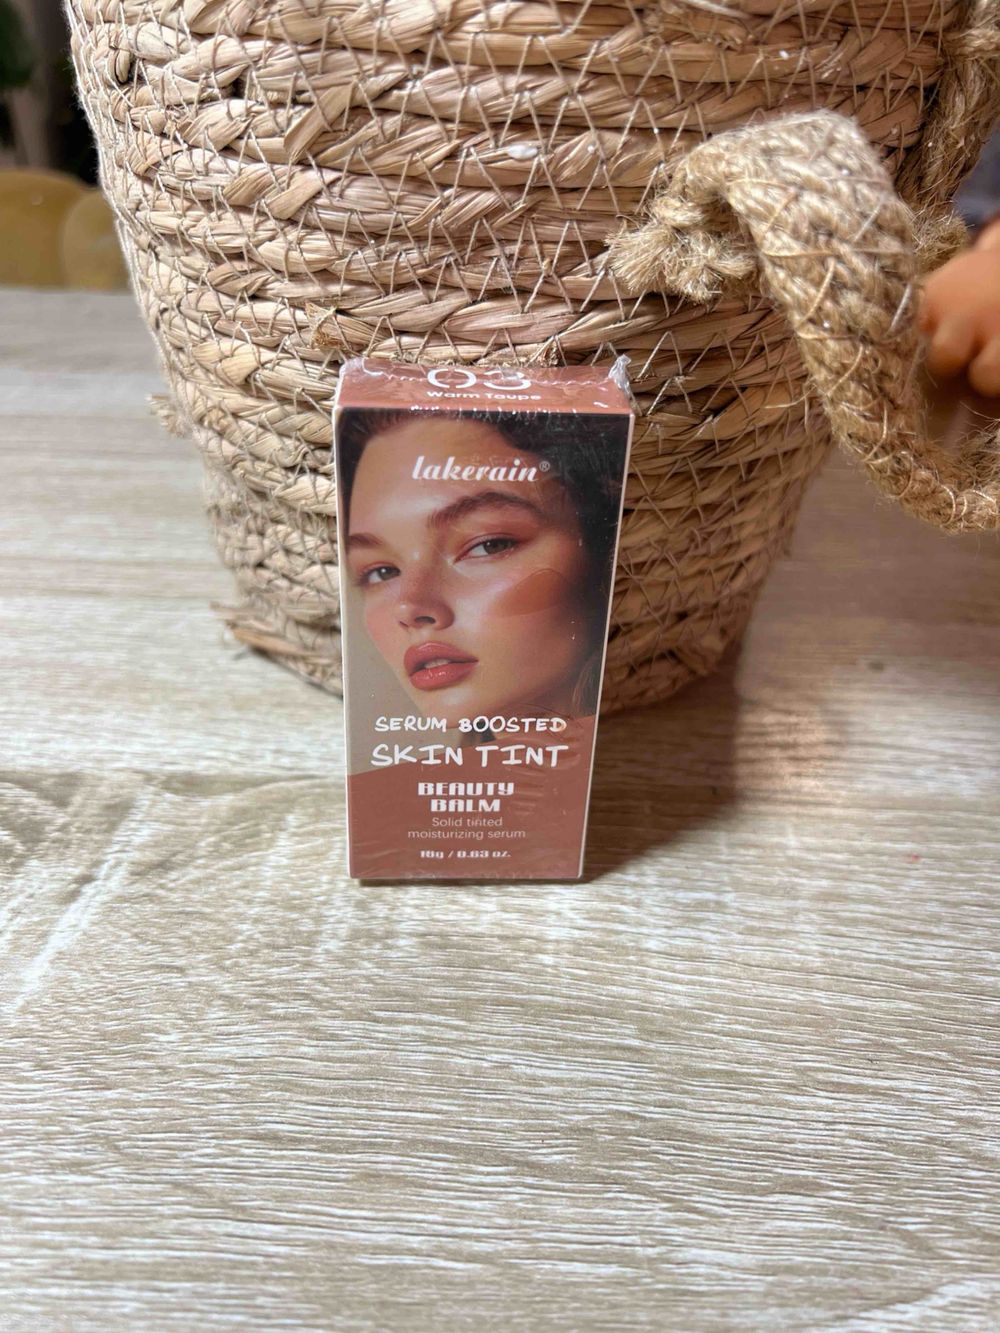 03
Warm Taupe
lakerain®
SERUM BOOSTED
SKIN TINT
BEAUTY
BALM
Solid tinted
moisturizing serum
18g / 0.63 oz.